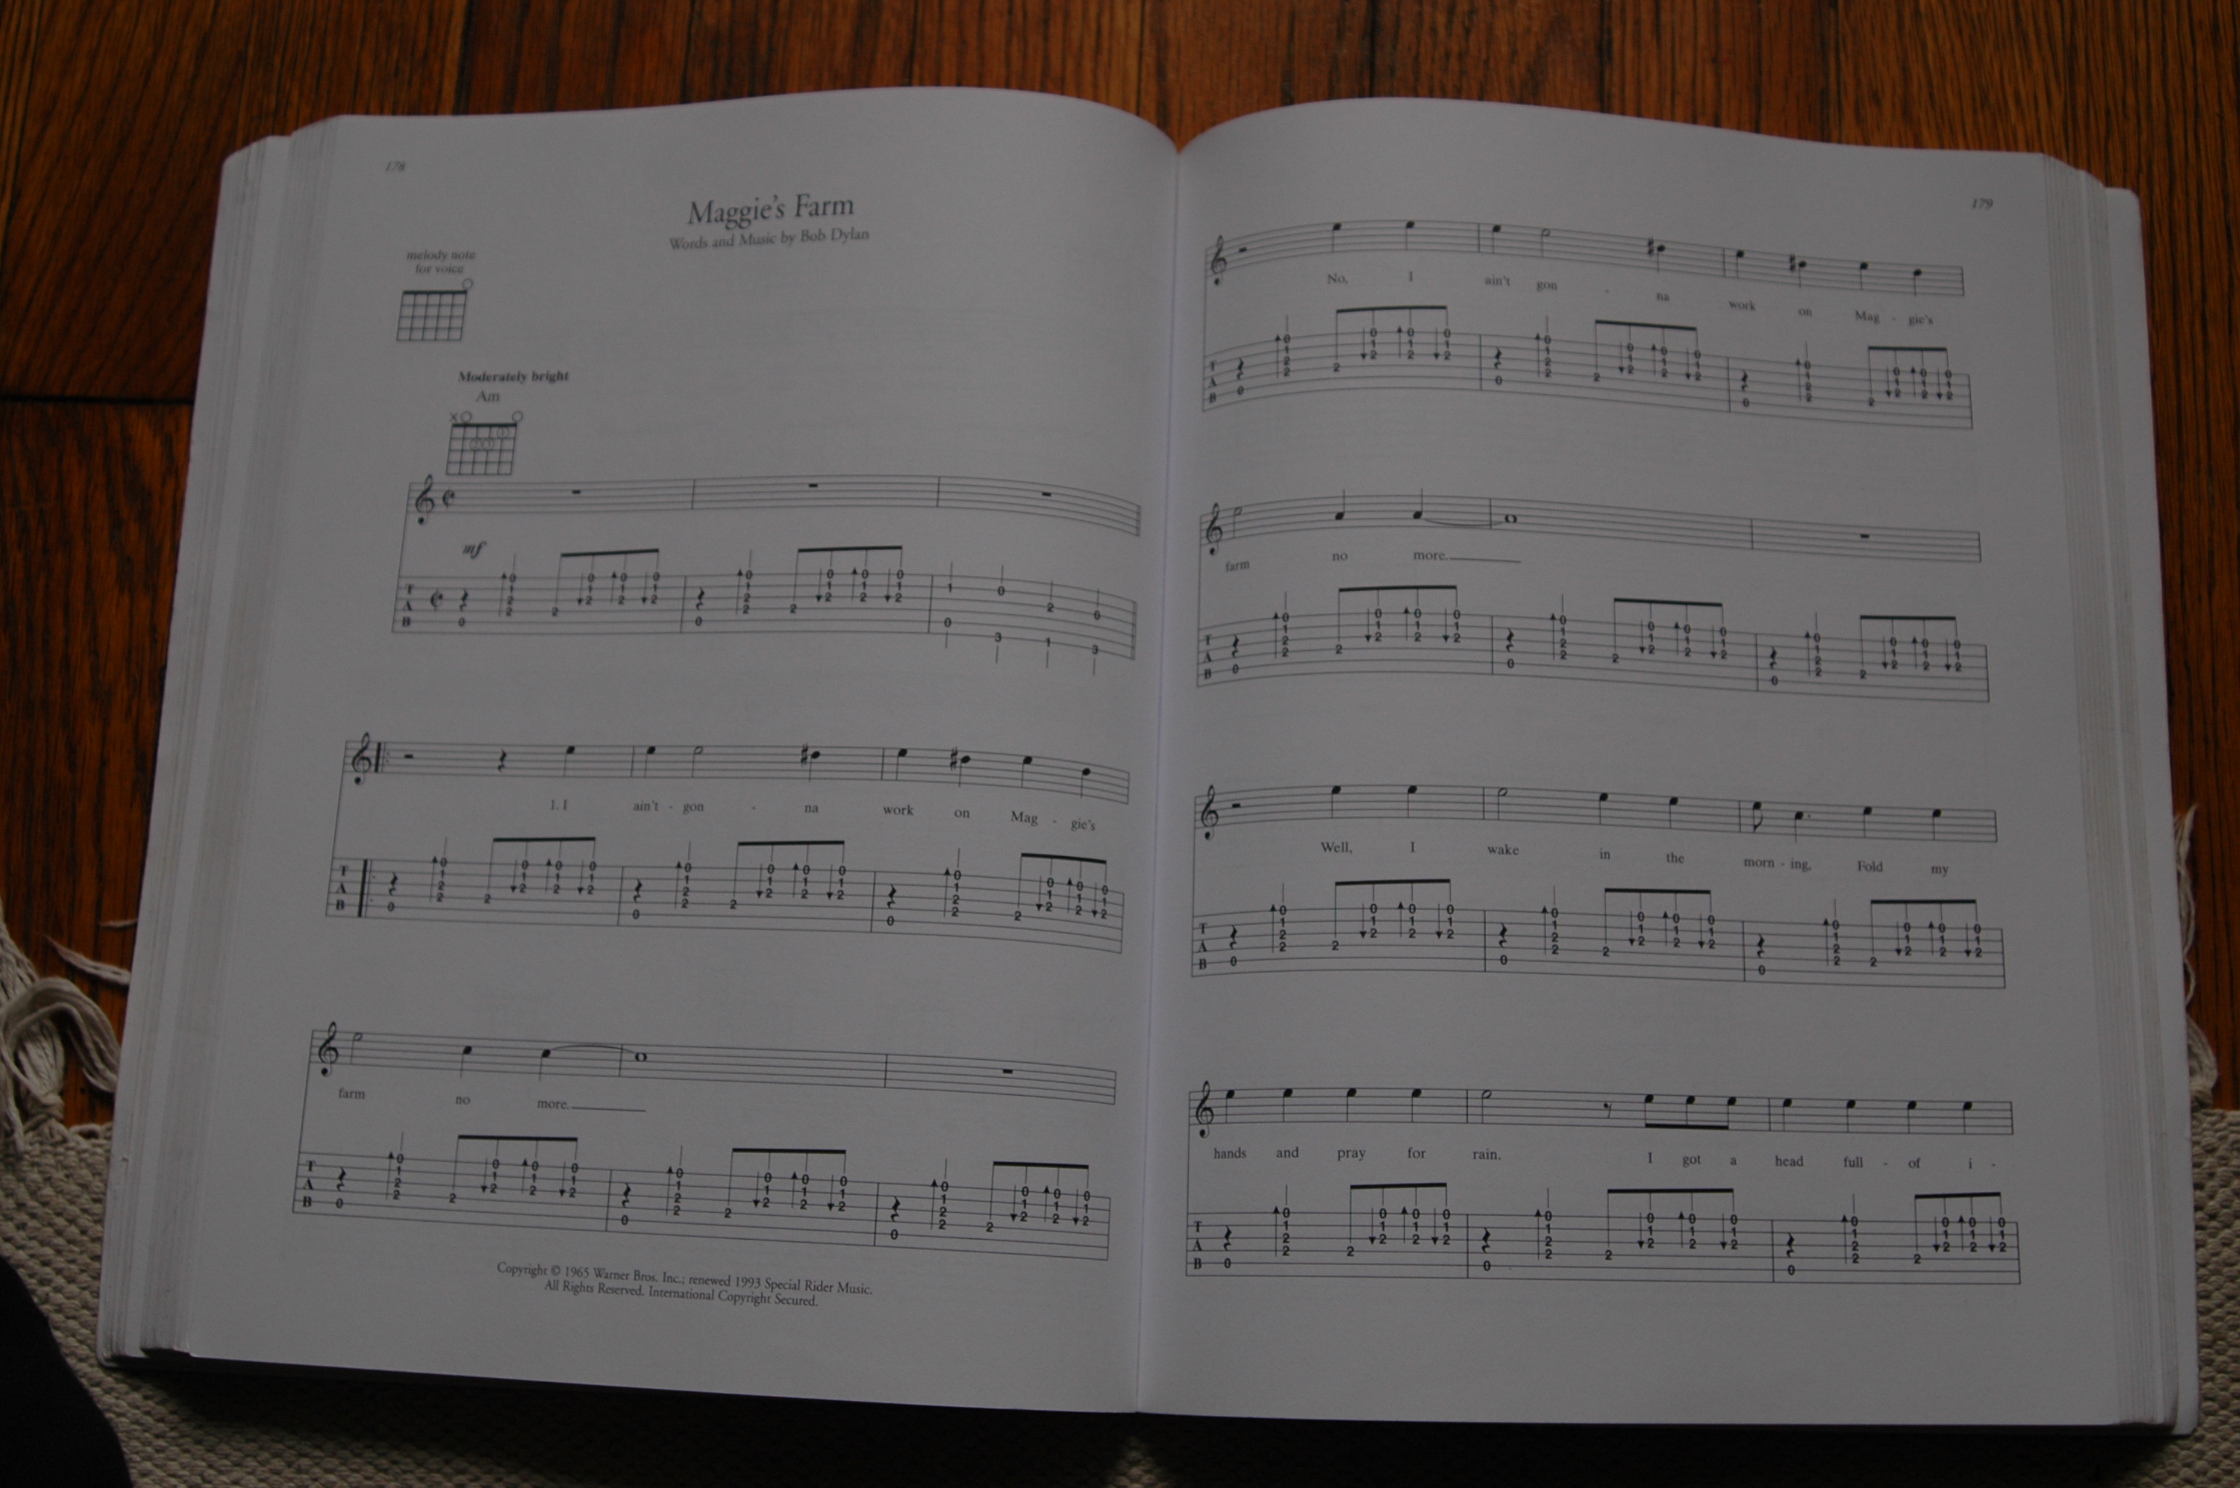 178
Maggie's Farm
Words and Music by Bob Dylan
melody note
for voice
Moderately bright
Am
mf
1. I ain't gon - na work on Mag - gie's
farm no more.
Copyright © 1965 Warner Bros. Inc.; renewed 1993 Special Rider Music.
All Rights Reserved. International Copyright Secured.
179
No, I ain't gon - na work on Mag - gie's
farm no more.
Well, I wake in the morn - ing, Fold my
hands and pray for rain. I got a head full - of i -